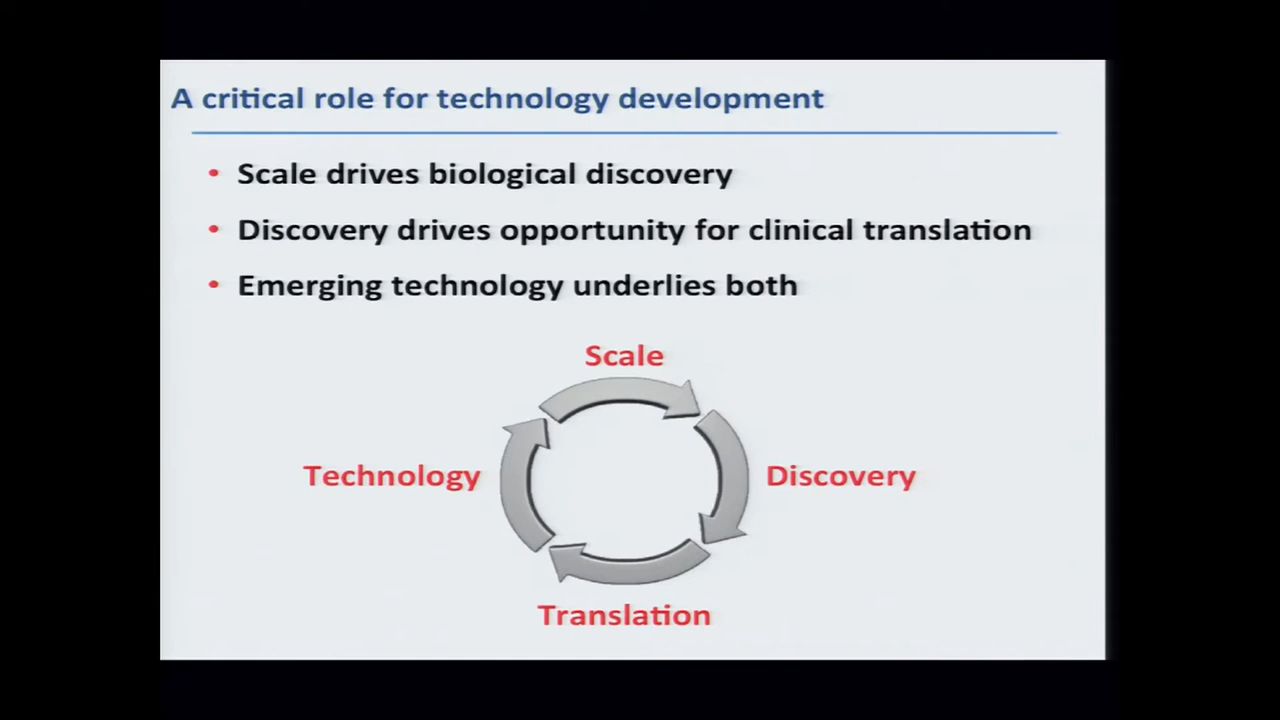 A critical role for technology development
• Scale drives biological discovery
• Discovery drives opportunity for clinical translation
• Emerging technology underlies both
Scale
Technology
Discovery
Translation